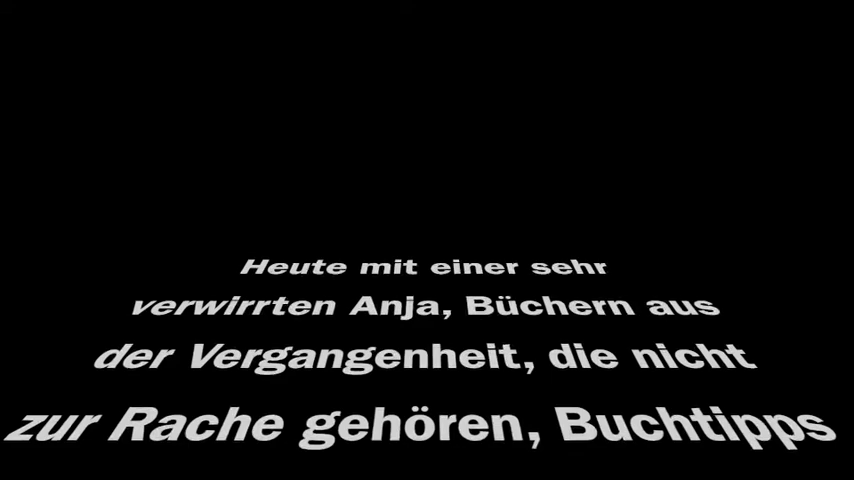 Heute mit einer sehr
verwirrten Anja, Büchern aus
der Vergangenheit, die nicht
zur Rache gehören, Buchtipps